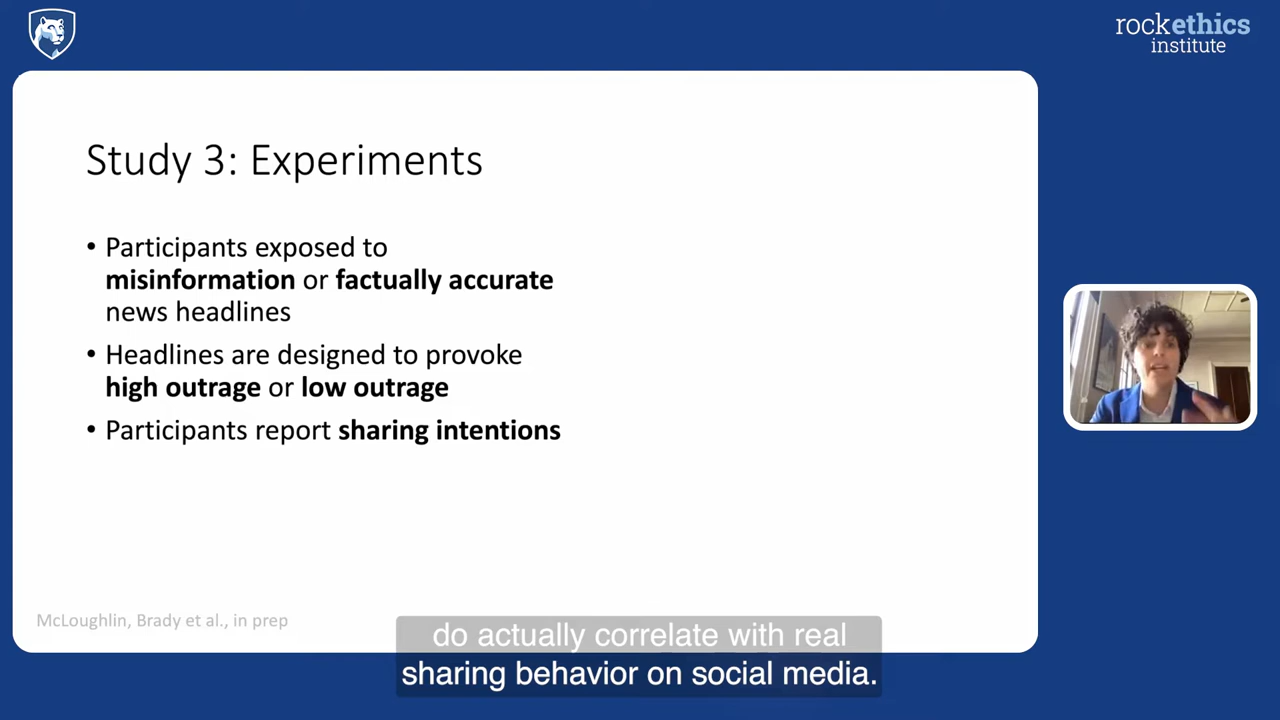 rockethics
institute
Study 3: Experiments
• Participants exposed to
misinformation or factually accurate
news headlines
• Headlines are designed to provoke
high outrage or low outrage
• Participants report sharing intentions
McLoughlin, Brady et al., in prep
do actually correlate with real
sharing behavior on social media.